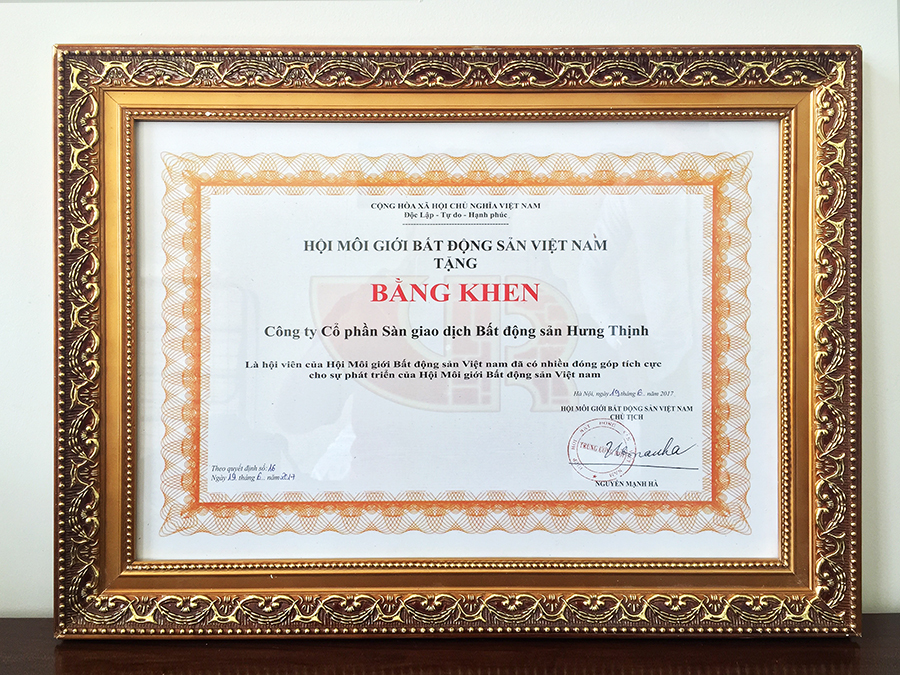 CỘNG HÒA XÃ HỘI CHỦ NGHĨA VIỆT NAM
Độc Lập - Tự do - Hạnh phúc
HỘI MÔI GIỚI BẤT ĐỘNG SẢN VIỆT NAM
TẶNG
BẰNG KHEN
Công ty Cổ phần Sàn giao dịch Bất động sản Hưng Thịnh
Là hội viên của Hội Môi giới Bất động sản Việt nam đã có nhiều đóng góp tích cực
cho sự phát triển của Hội Môi giới Bất động sản Việt nam
Hà Nội, ngày 19 tháng 6.. năm 2017
HỘI MÔI GIỚI BẤT ĐỘNG SẢN VIỆT NAM
CHỦ TỊCH
TRUNG ƯƠNG
NGUYỄN MẠNH HÀ
Theo quyết định số: 16
Ngày 19 tháng 6.. năm 2017